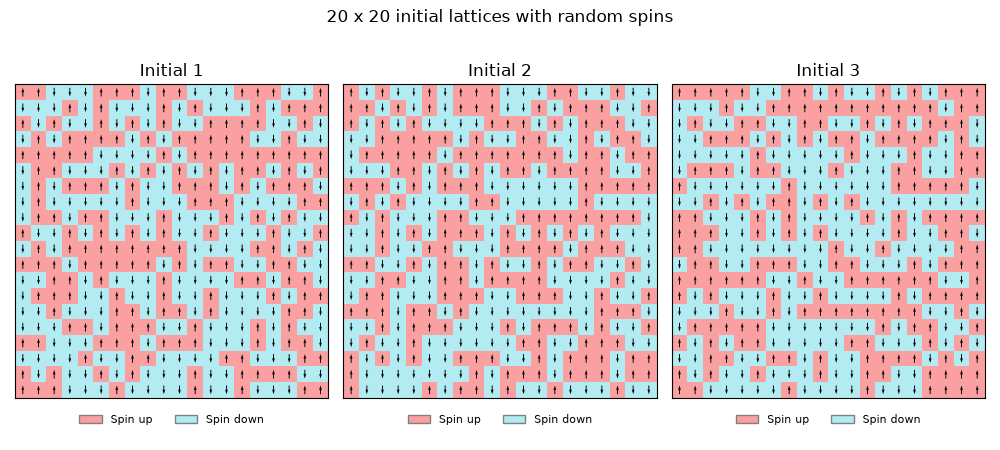 20 x 20 initial lattices with random spins
Initial 1
Initial 2
Initial 3
Spin up
Spin down
Spin up
Spin down
Spin up
Spin down